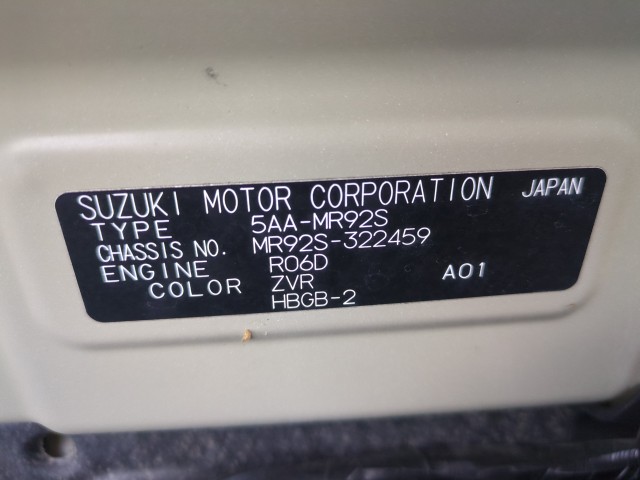 SUZUKI MOTOR CORPORATION JAPAN
TYPE 5AA-MR92S
CHASSIS NO. MR92S-322459
ENGINE R06D A01
COLOR ZVR
HBGB-2